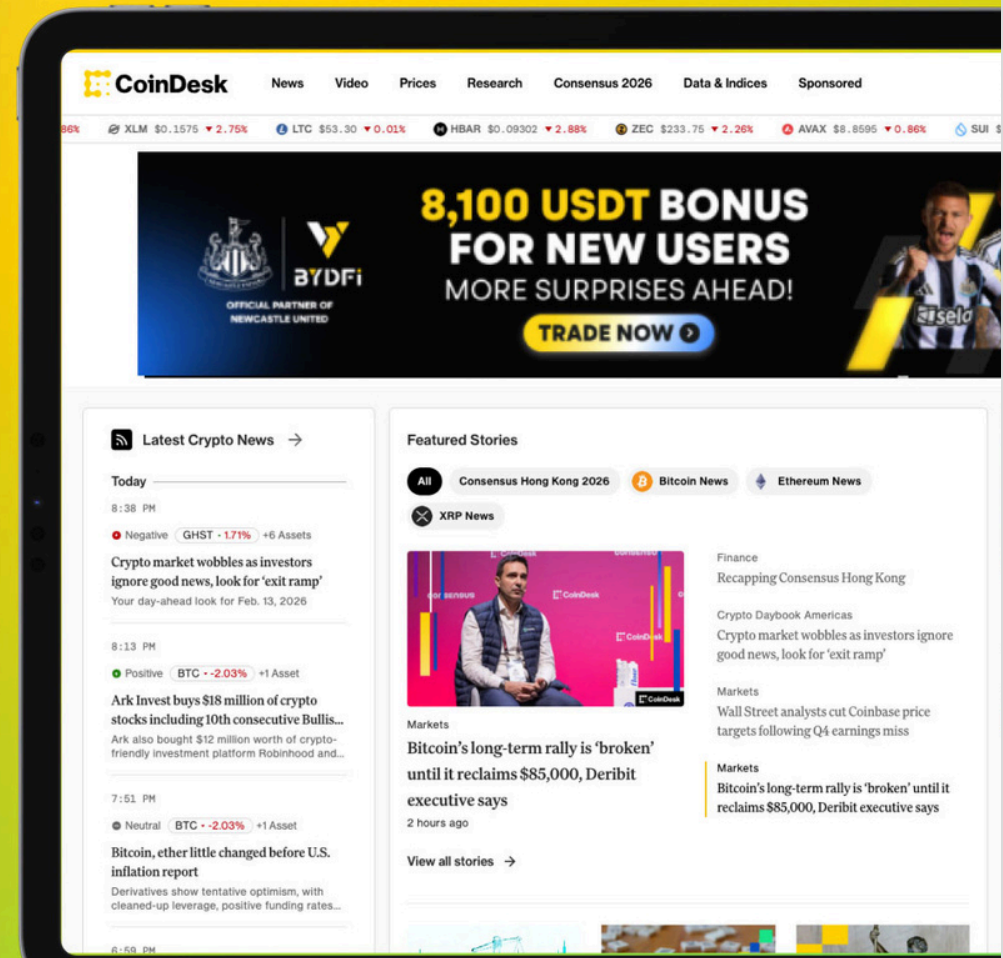 CoinDesk
News Video Prices Research Consensus 2026 Data & Indices Sponsored
86% XLM $0.1575 ▼ 2.75% LTC $53.30 ▼ 0.01% HBAR $0.09302 ▼ 2.88% ZEC $233.75 ▼ 2.26% AVAX $8.8595 ▼ 0.86% SUI $
8,100 USDT BONUS
FOR NEW USERS
MORE SURPRISES AHEAD!
TRADE NOW
BYDFi
OFFICIAL PARTNER OF
NEWCASTLE UNITED
sela
Latest Crypto News →
Today
8:38 PM
Negative GHST - 1.71% +6 Assets
Crypto market wobbles as investors
ignore good news, look for ‘exit ramp’
Your day-ahead look for Feb. 13, 2026
8:13 PM
Positive BTC • -2.03% +1 Asset
Ark Invest buys $18 million of crypto
stocks including 10th consecutive Bullis...
Ark also bought $12 million worth of crypto-
friendly investment platform Robinhood and...
7:51 PM
Neutral BTC • -2.03% +1 Asset
Bitcoin, ether little changed before U.S.
inflation report
Derivatives show tentative optimism, with
cleaned-up leverage, positive funding rates...
6:59 PM
Featured Stories
All Consensus Hong Kong 2026 Bitcoin News Ethereum News
XRP News
CoinDesk
CoinDesk
CoinDesk
Markets
Bitcoin’s long-term rally is ‘broken’
until it reclaims $85,000, Deribit
executive says
2 hours ago
View all stories →
Finance
Recapping Consensus Hong Kong
Crypto Daybook Americas
Crypto market wobbles as investors ignore
good news, look for ‘exit ramp’
Markets
Wall Street analysts cut Coinbase price
targets following Q4 earnings miss
Markets
Bitcoin’s long-term rally is ‘broken’ until it
reclaims $85,000, Deribit executive says